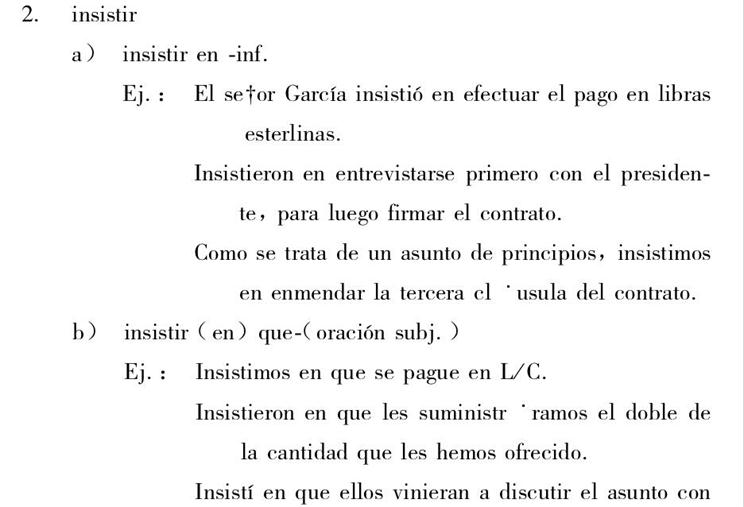 2. insistir
a） insistir en -inf.
Ej.： El se†or García insistió en efectuar el pago en libras
esterlinas.
Insistieron en entrevistarse primero con el presiden-
te，para luego firmar el contrato.
Como se trata de un asunto de principios，insistimos
en enmendar la tercera cl ˙usula del contrato.
b） insistir（en）que-(oración subj.）
Ej.： Insistimos en que se pague en L/C.
Insistieron en que les suministr ˙ramos el doble de
la cantidad que les hemos ofrecido.
Insistí en que ellos vinieran a discutir el asunto con